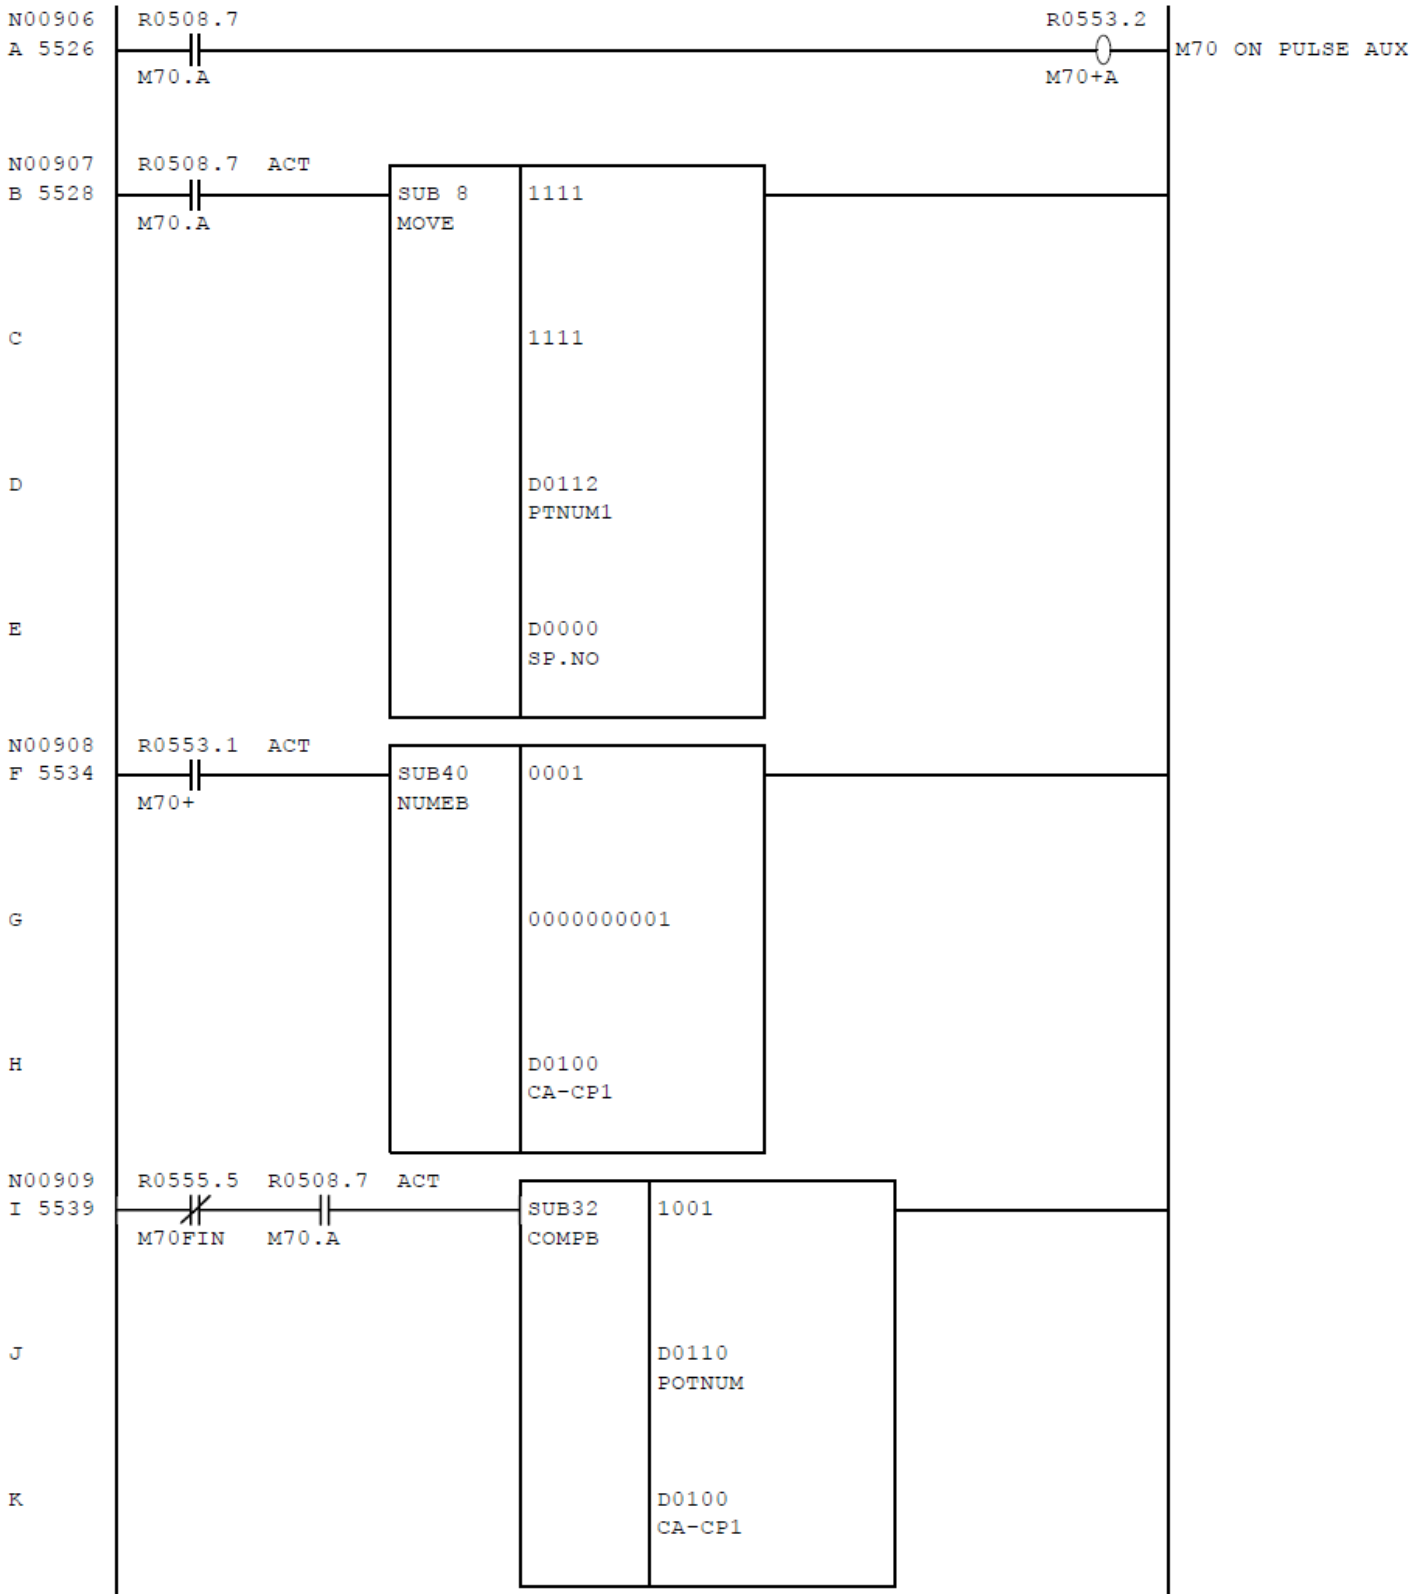 N00906 R0508.7 R0553.2
A 5526 M70 ON PULSE AUX
M70.A M70+A
N00907 R0508.7 ACT
B 5528 SUB 8 1111
M70.A MOVE
C 1111
D D0112
PTNUM1
E D0000
SP.NO
N00908 R0553.1 ACT
F 5534 SUB40 0001
M70+ NUMEB
G 0000000001
H D0100
CA-CP1
N00909 R0555.5 R0508.7 ACT
I 5539 SUB32 1001
M70FIN M70.A COMPB
J D0110
POTNUM
K D0100
CA-CP1